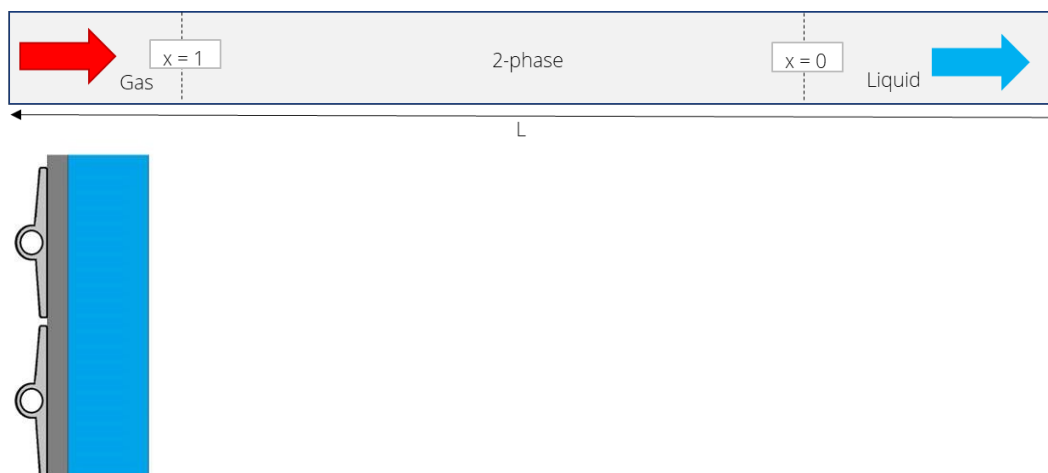 x = 1
2-phase
x = 0
Gas
Liquid
L